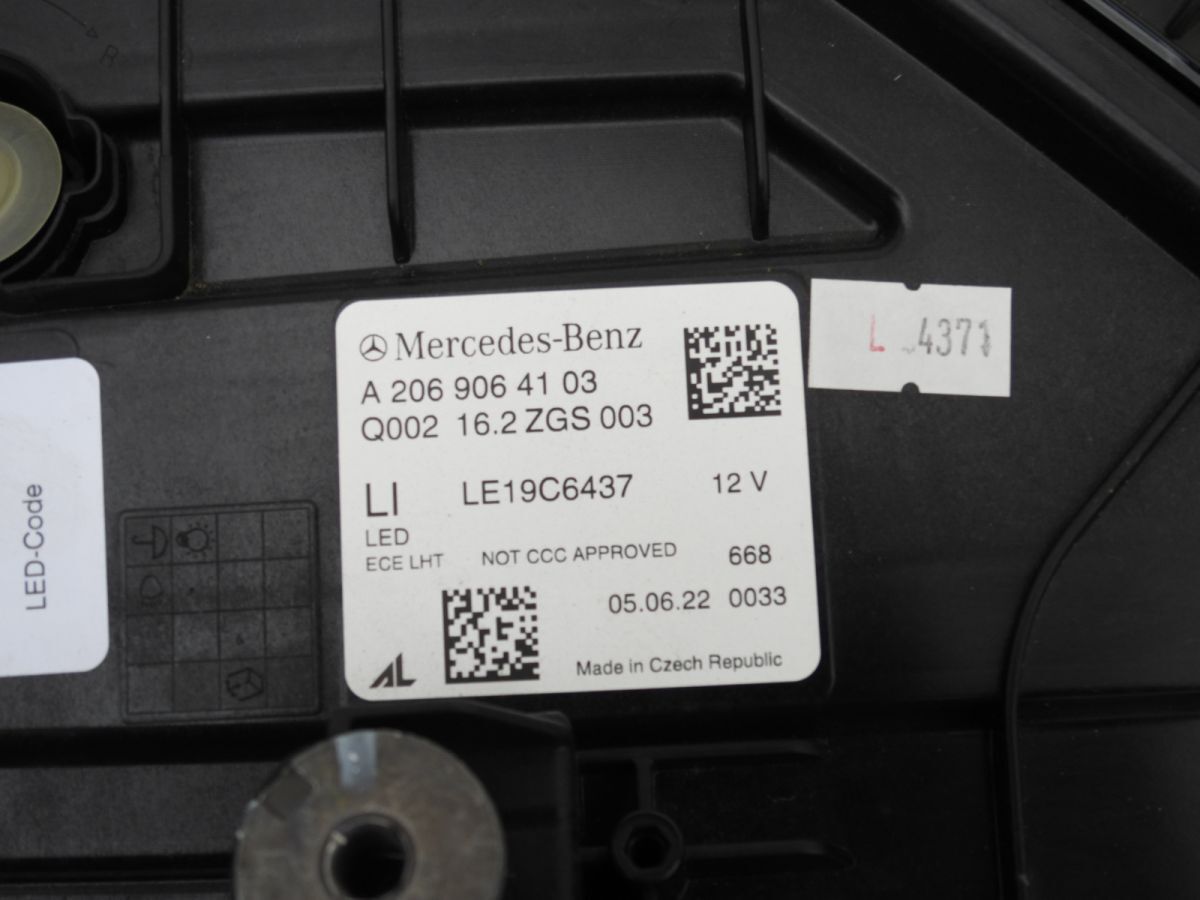 R
Mercedes-Benz
A 206 906 41 03
Q002 16.2 ZGS 003
LI LE19C6437 12 V
LED
ECE LHT NOT CCC APPROVED 668
05.06.22 0033
AL Made in Czech Republic
L 4371
LED-Code